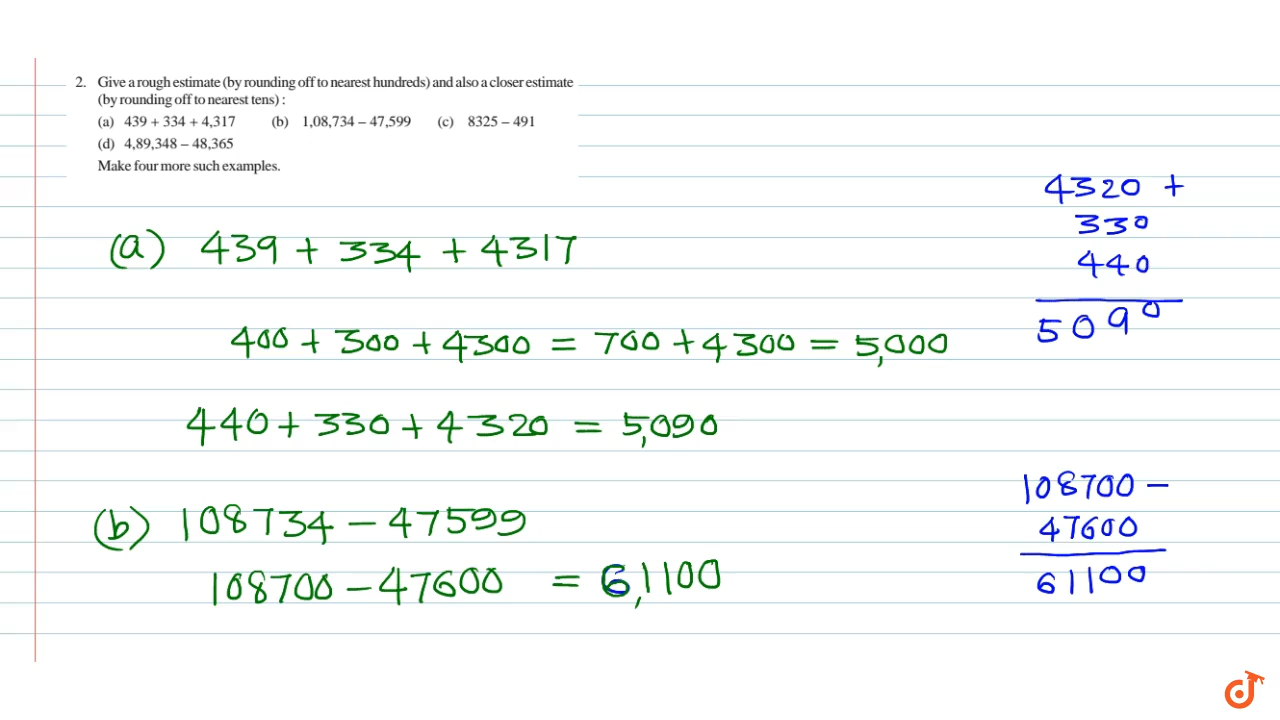 2. Give a rough estimate (by rounding off to nearest hundreds) and also a closer estimate
(by rounding off to nearest tens) :
(a) 439 + 334 + 4,317 (b) 1,08,734 – 47,599 (c) 8325 – 491
(d) 4,89,348 – 48,365
Make four more such examples.
(a) 439 + 334 + 4317
400 + 300 + 4300 = 700 + 4300 = 5,000
440 + 330 + 4320 = 5,090
(b) 108734 – 47599
108700 – 47600 = 6,1100
4320 +
330
440
5090
108700 –
47600
61100